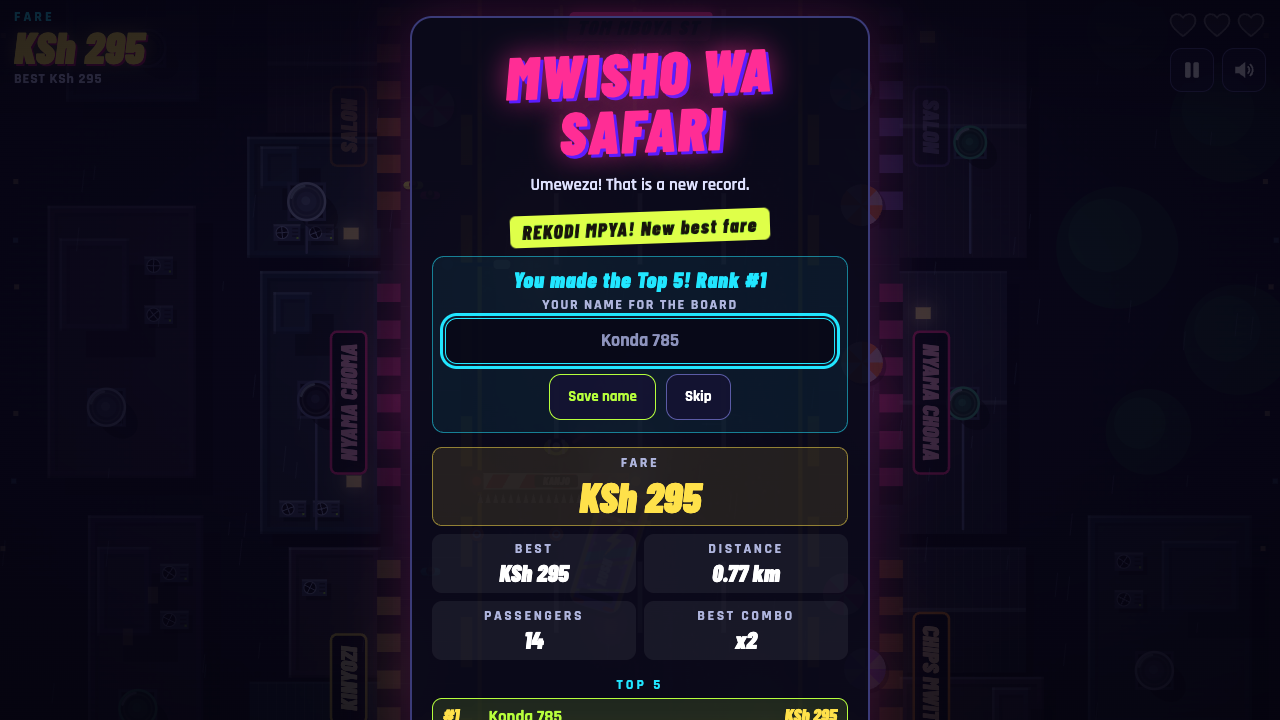 FARE
KSh 295
BEST KSh 295
MWISHO WA
SAFARI
Umeweza! That is a new record.
REKODI MPYA! New best fare
You made the Top 5! Rank #1
YOUR NAME FOR THE BOARD
Konda 785
Save name
Skip
FARE
KSh 295
BEST
KSh 295
DISTANCE
0.77 km
PASSENGERS
14
BEST COMBO
x2
TOP 5
#1 Konda 785 KSh 295
SALON
SALON
NYAMA CHOMA
NYAMA CHOMA
KINYOZI